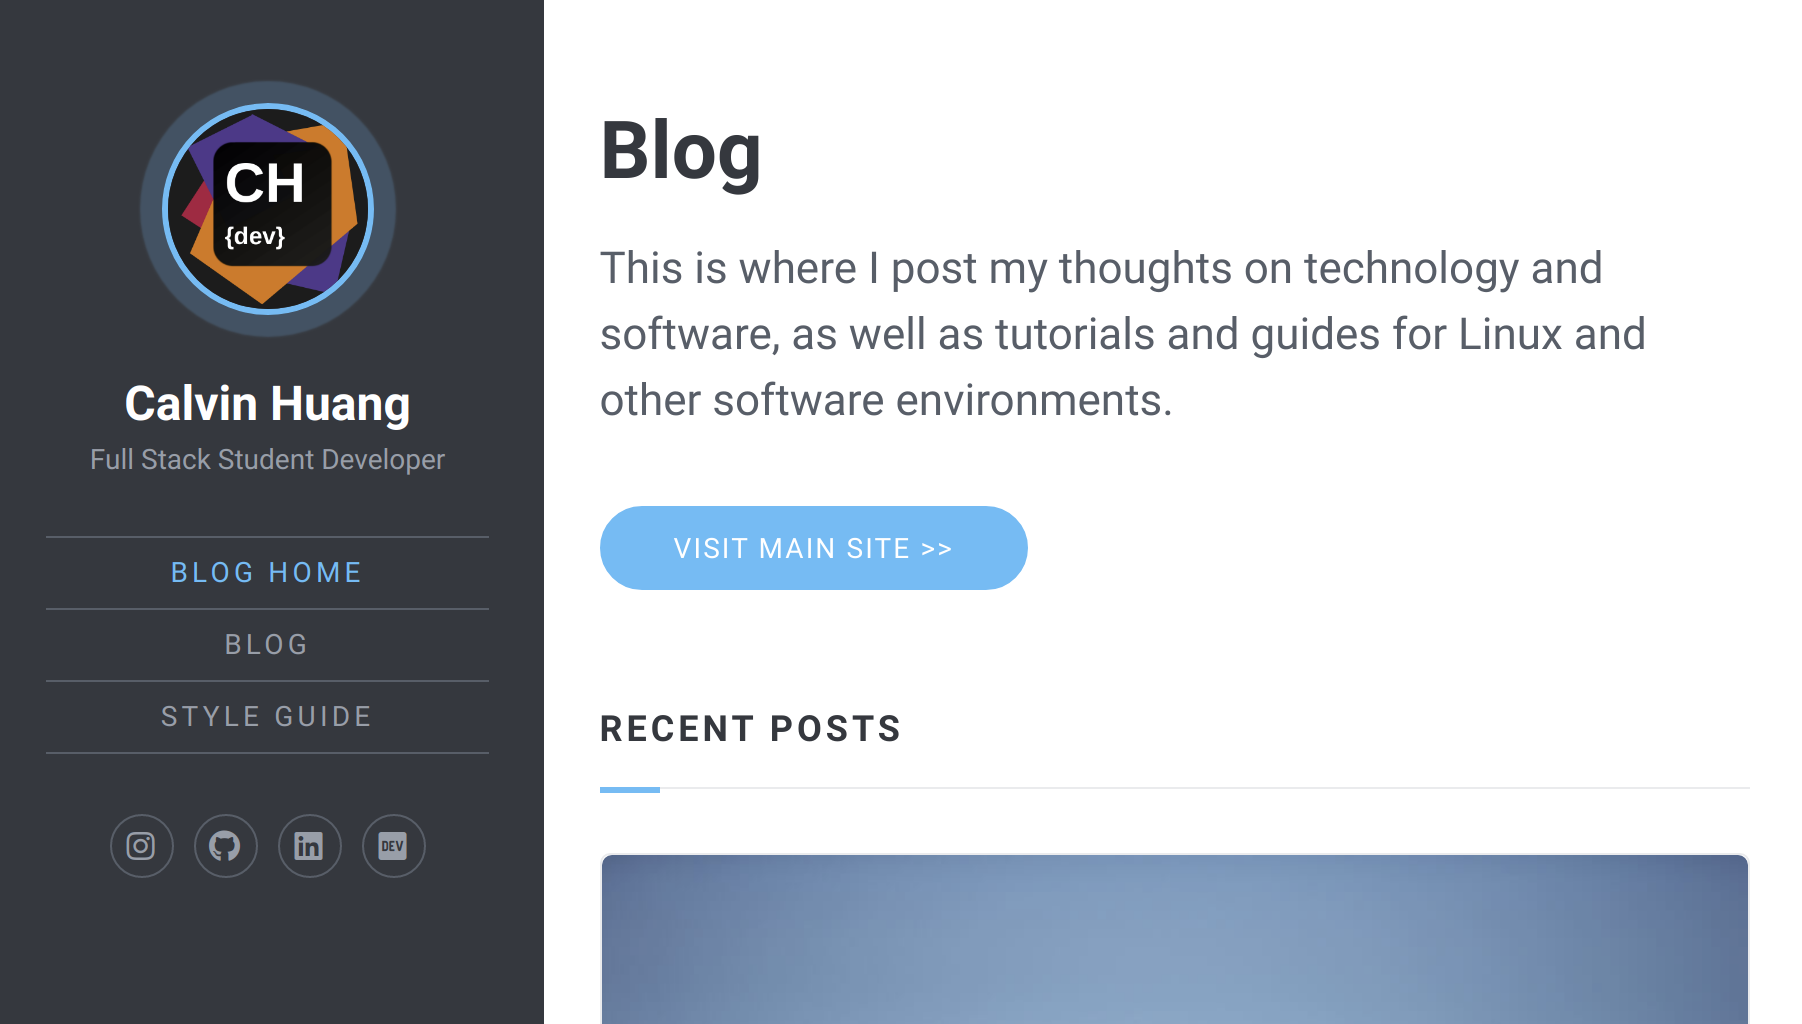 CH
{dev}
Calvin Huang
Full Stack Student Developer
BLOG HOME
BLOG
STYLE GUIDE
DEV
Blog
This is where I post my thoughts on technology and
software, as well as tutorials and guides for Linux and
other software environments.
VISIT MAIN SITE >>
RECENT POSTS